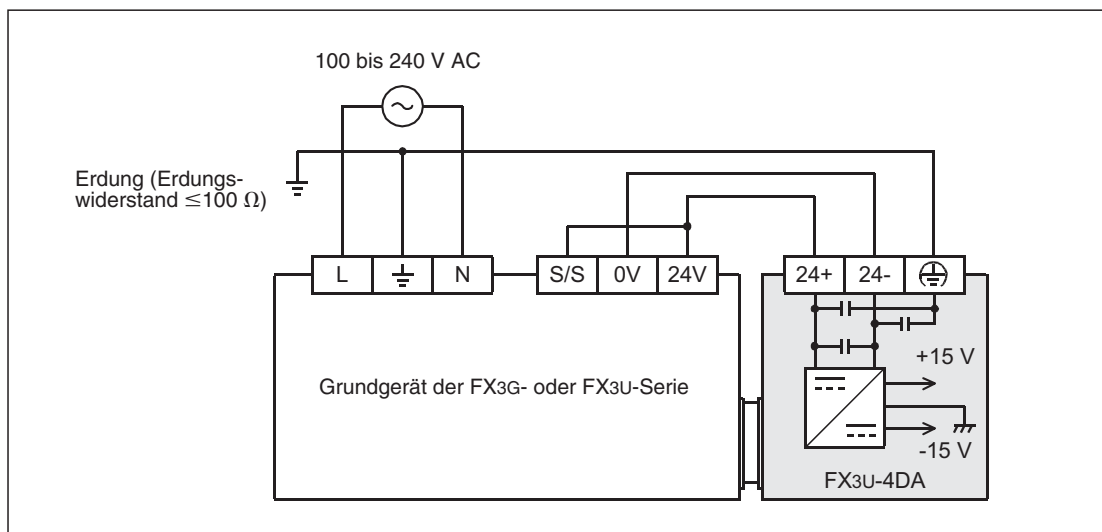 100 bis 240 V AC
Erdung (Erdungs-
widerstand ≤100 Ω)
L
N
S/S
0V
24V
24+
24-
+15 V
-15 V
Grundgerät der FX3G- oder FX3U-Serie
FX3U-4DA